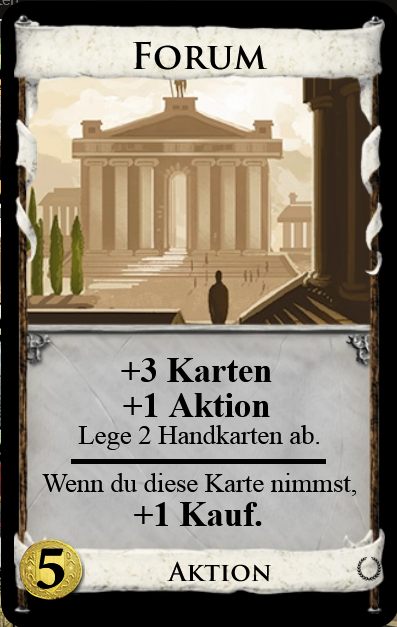 Forum
+3 Karten
+1 Aktion
Lege 2 Handkarten ab.
Wenn du diese Karte nimmst,
+1 Kauf.
5
Aktion